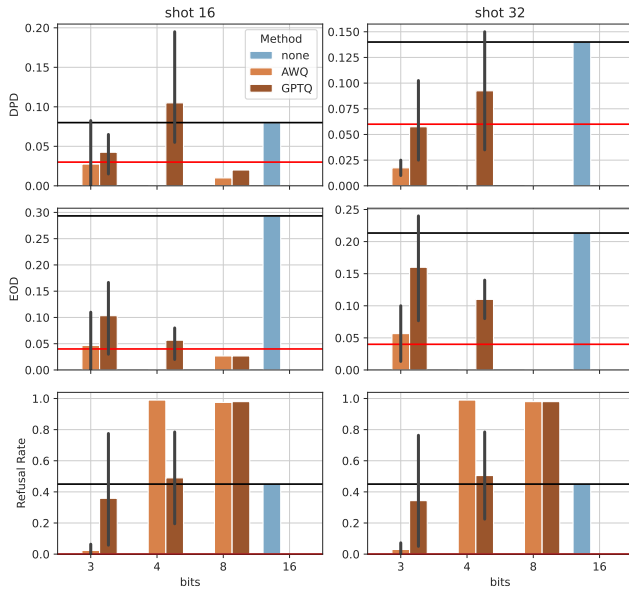 shot 16
shot 32
0.20
0.15
0.10
0.05
0.00
DPD
Method
none
AWQ
GPTQ
0.150
0.125
0.100
0.075
0.050
0.025
0.000
0.30
0.25
0.20
0.15
0.10
0.05
0.00
EOD
0.25
0.20
0.15
0.10
0.05
0.00
1.0
0.8
0.6
0.4
0.2
0.0
Refusal Rate
3 4 8 16
bits
1.0
0.8
0.6
0.4
0.2
0.0
3 4 8 16
bits